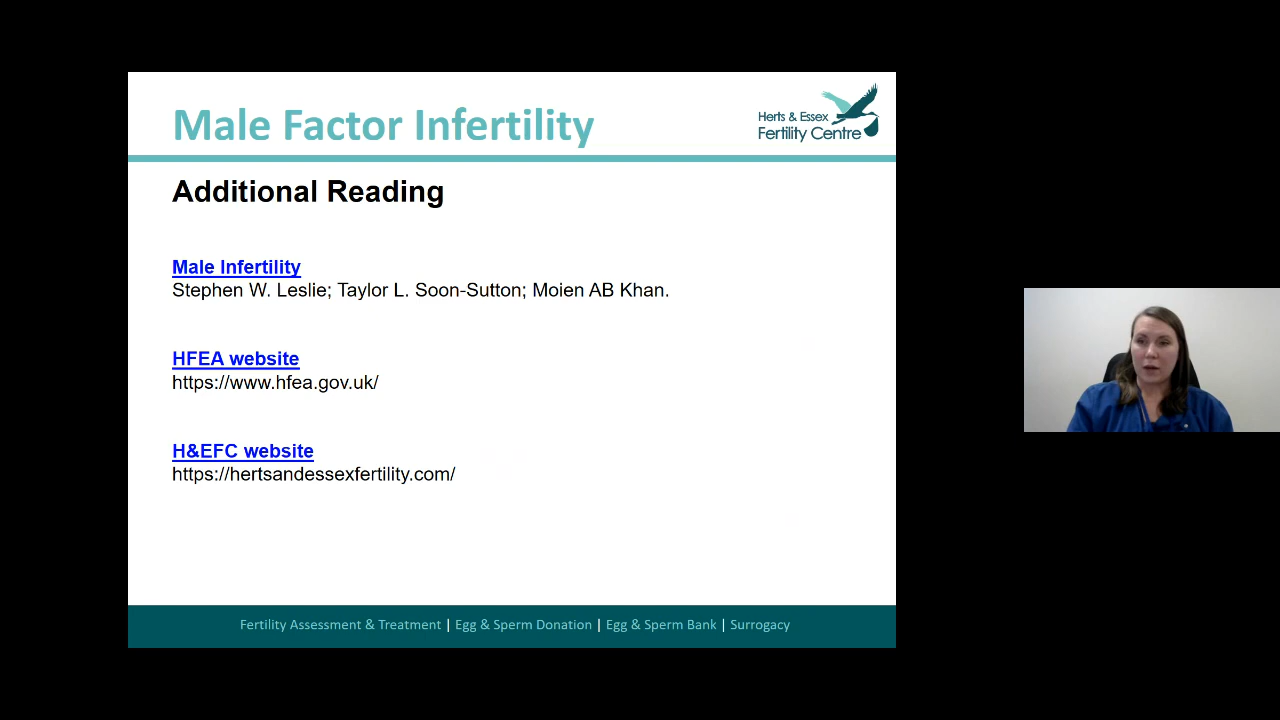 Male Factor Infertility
Herts & Essex
Fertility Centre
Additional Reading
Male Infertility
Stephen W. Leslie; Taylor L. Soon-Sutton; Moien AB Khan.
HFEA website
https://www.hfea.gov.uk/
H&EFC website
https://hertsandessexfertility.com/
Fertility Assessment & Treatment | Egg & Sperm Donation | Egg & Sperm Bank | Surrogacy